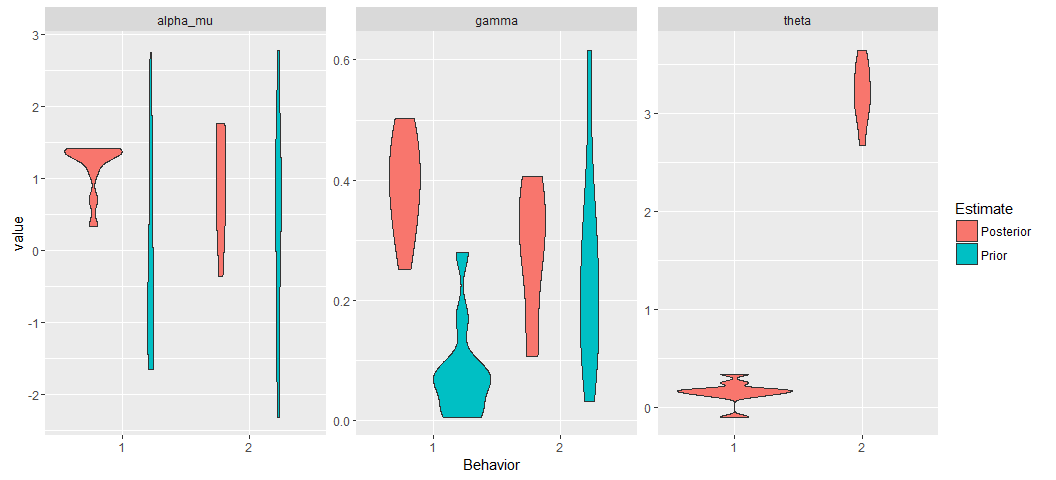 alpha_mu
gamma
theta
value
3
2
1
0
-1
-2
0.6
0.4
0.2
0.0
3
2
1
0
1 2
1 2
1 2
Behavior
Estimate
Posterior
Prior